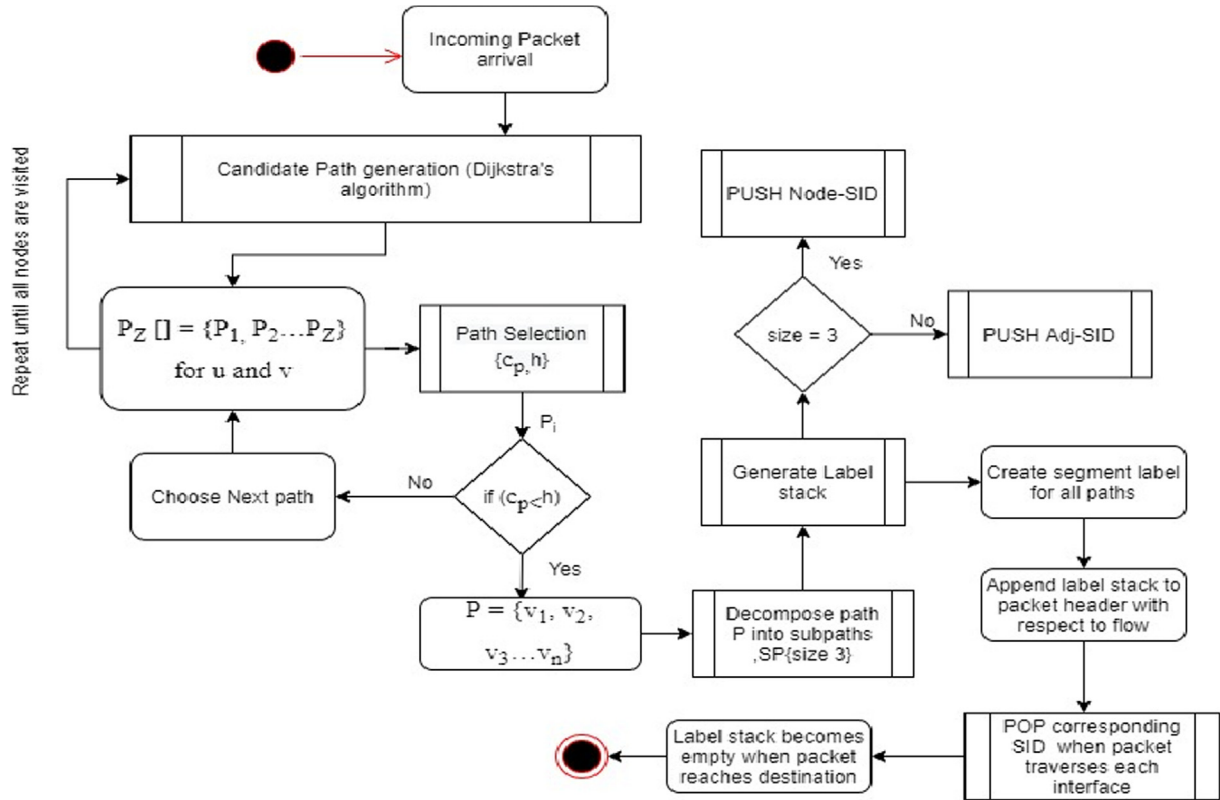 Incoming Packet
arrival
Candidate Path generation (Dijkstra's
algorithm)
Repeat until all nodes are visited
P_Z [] = {P_1, P_2...P_Z}
for u and v
Path Selection
{c_p,h}
P_i
if (c_p<h)
No
Choose Next path
Yes
P = {v_1, v_2,
v_3...v_n}
Decompose path
P into subpaths
,SP{size 3}
Generate Label
stack
size = 3
Yes
PUSH Node-SID
No
PUSH Adj-SID
Create segment label
for all paths
Append label stack to
packet header with
respect to flow
POP corresponding
SID when packet
traverses each
interface
Label stack becomes
empty when packet
reaches destination